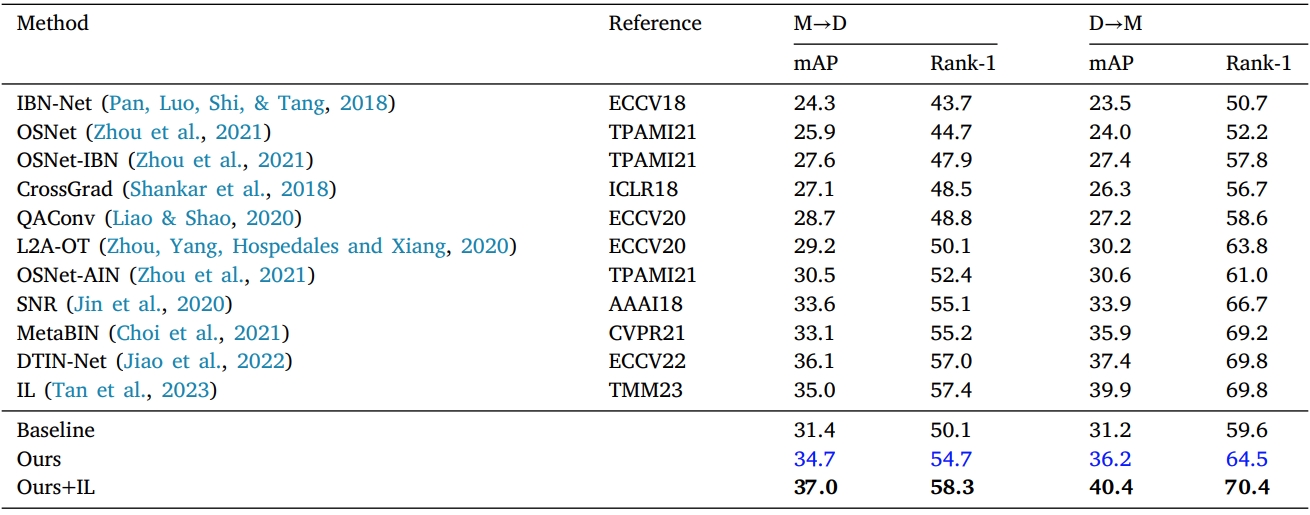 Method Reference M→D D→M
mAP Rank-1 mAP Rank-1
IBN-Net (Pan, Luo, Shi, & Tang, 2018) ECCV18 24.3 43.7 23.5 50.7
OSNet (Zhou et al., 2021) TPAMI21 25.9 44.7 24.0 52.2
OSNet-IBN (Zhou et al., 2021) TPAMI21 27.6 47.9 27.4 57.8
CrossGrad (Shankar et al., 2018) ICLR18 27.1 48.5 26.3 56.7
QAConv (Liao & Shao, 2020) ECCV20 28.7 48.8 27.2 58.6
L2A-OT (Zhou, Yang, Hospedales and Xiang, 2020) ECCV20 29.2 50.1 30.2 63.8
OSNet-AIN (Zhou et al., 2021) TPAMI21 30.5 52.4 30.6 61.0
SNR (Jin et al., 2020) AAAI18 33.6 55.1 33.9 66.7
MetaBIN (Choi et al., 2021) CVPR21 33.1 55.2 35.9 69.2
DTIN-Net (Jiao et al., 2022) ECCV22 36.1 57.0 37.4 69.8
IL (Tan et al., 2023) TMM23 35.0 57.4 39.9 69.8
Baseline 31.4 50.1 31.2 59.6
Ours 34.7 54.7 36.2 64.5
Ours+IL 37.0 58.3 40.4 70.4